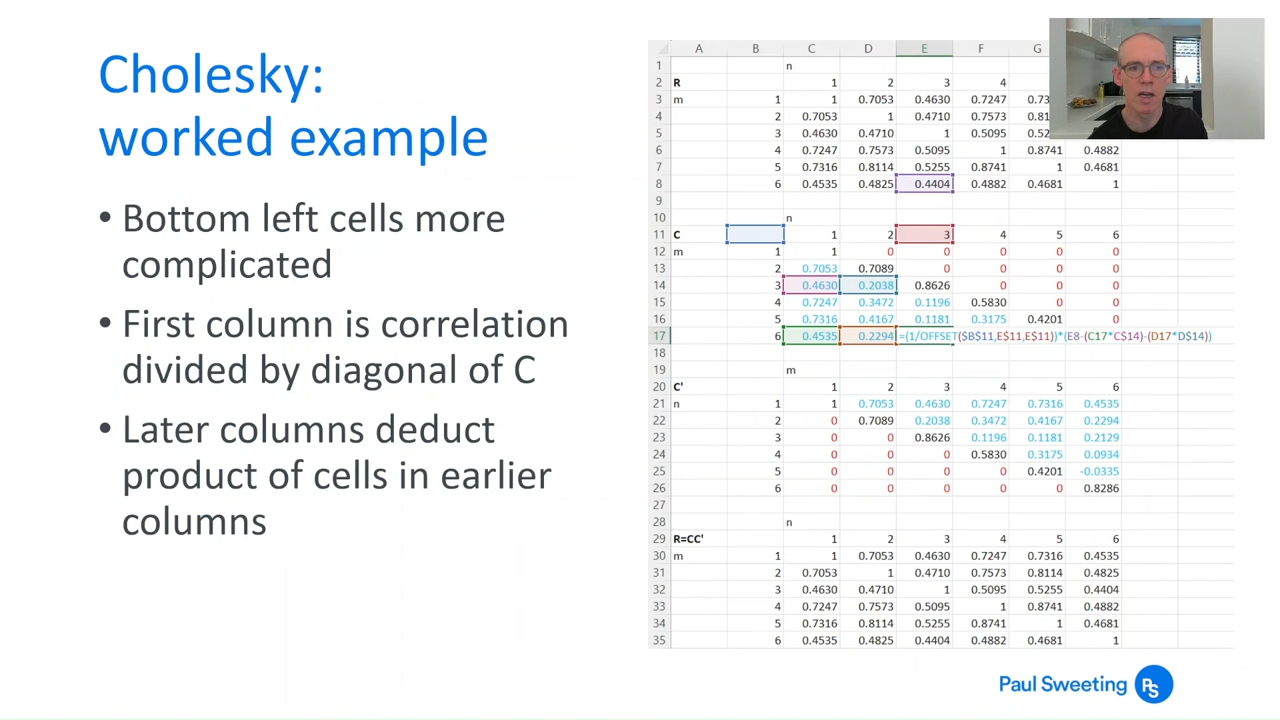 Cholesky:
worked example
• Bottom left cells more
complicated
• First column is correlation
divided by diagonal of C
• Later columns deduct
product of cells in earlier
columns
A B C D E F G
1 n
2 R 1 2 3 4
3 m 1 1 0.7053 0.4630 0.7247
4 2 0.7053 1 0.4710 0.7573
5 3 0.4630 0.4710 1 0.5095
6 4 0.7247 0.7573 0.5095 1 0.8741 0.4882
7 5 0.7316 0.8114 0.5255 0.8741 1 0.4681
8 6 0.4535 0.4825 0.4404 0.4882 0.4681 1
9
10 n
11 C 1 2 3 4 5 6
12 m 1 1 0 0 0 0 0
13 2 0.7053 0.7089 0 0 0 0
14 3 0.4630 0.2038 0.8626 0 0 0
15 4 0.7247 0.3472 0.1196 0.5830 0 0
16 5 0.7316 0.4167 0.1181 0.3175 0.4201 0
17 6 0.4535 0.2294 =(1/OFFSET($B$11,E$11,E$11))*(E8-(C17*C$14)-(D17*D$14))
18
19 m
20 C' 1 2 3 4 5 6
21 n 1 1 0.7053 0.4630 0.7247 0.7316 0.4535
22 2 0 0.7089 0.2038 0.3472 0.4167 0.2294
23 3 0 0 0.8626 0.1196 0.1181 0.2129
24 4 0 0 0 0.5830 0.3175 0.0934
25 5 0 0 0 0 0.4201 -0.0335
26 6 0 0 0 0 0 0.8286
27
28 n
29 R=CC' 1 2 3 4 5 6
30 m 1 1 0.7053 0.4630 0.7247 0.7316 0.4535
31 2 0.7053 1 0.4710 0.7573 0.8114 0.4825
32 3 0.4630 0.4710 1 0.5095 0.5255 0.4404
33 4 0.7247 0.7573 0.5095 1 0.8741 0.4882
34 5 0.7316 0.8114 0.5255 0.8741 1 0.4681
35 6 0.4535 0.4825 0.4404 0.4882 0.4681 1
Paul Sweeting PS